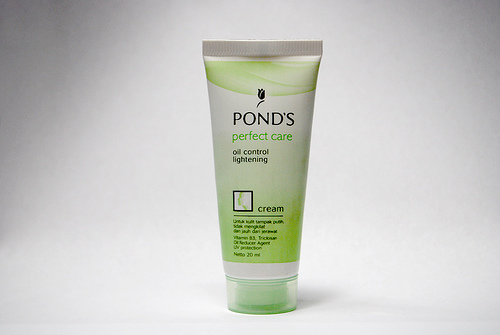 POND'S
perfect care
oil control
lightening
cream
Untuk kulit tampak putih,
tidak mengkilat
dan jauh dari jerawat
Vitamin B3, Triclosan
Oil Reducer Agent
UV protection
Netto 20 ml